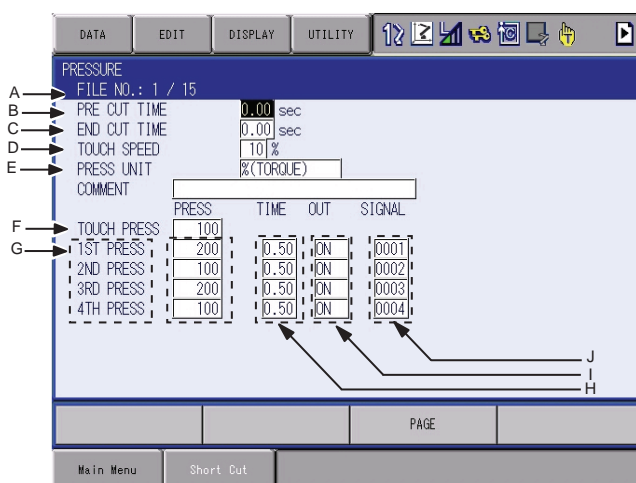 DATA EDIT DISPLAY UTILITY
PRESSURE
A FILE NO.: 1 / 15
B PRE CUT TIME 0.00 sec
C END CUT TIME 0.00 sec
D TOUCH SPEED 10 %
E PRESS UNIT %(TORQUE)
COMMENT
PRESS TIME OUT SIGNAL
F TOUCH PRESS 100
G 1ST PRESS 200 0.50 ON 0001
2ND PRESS 100 0.50 ON 0002
3RD PRESS 200 0.50 ON 0003
4TH PRESS 100 0.50 ON 0004
J
I
H
PAGE
Main Menu Short Cut